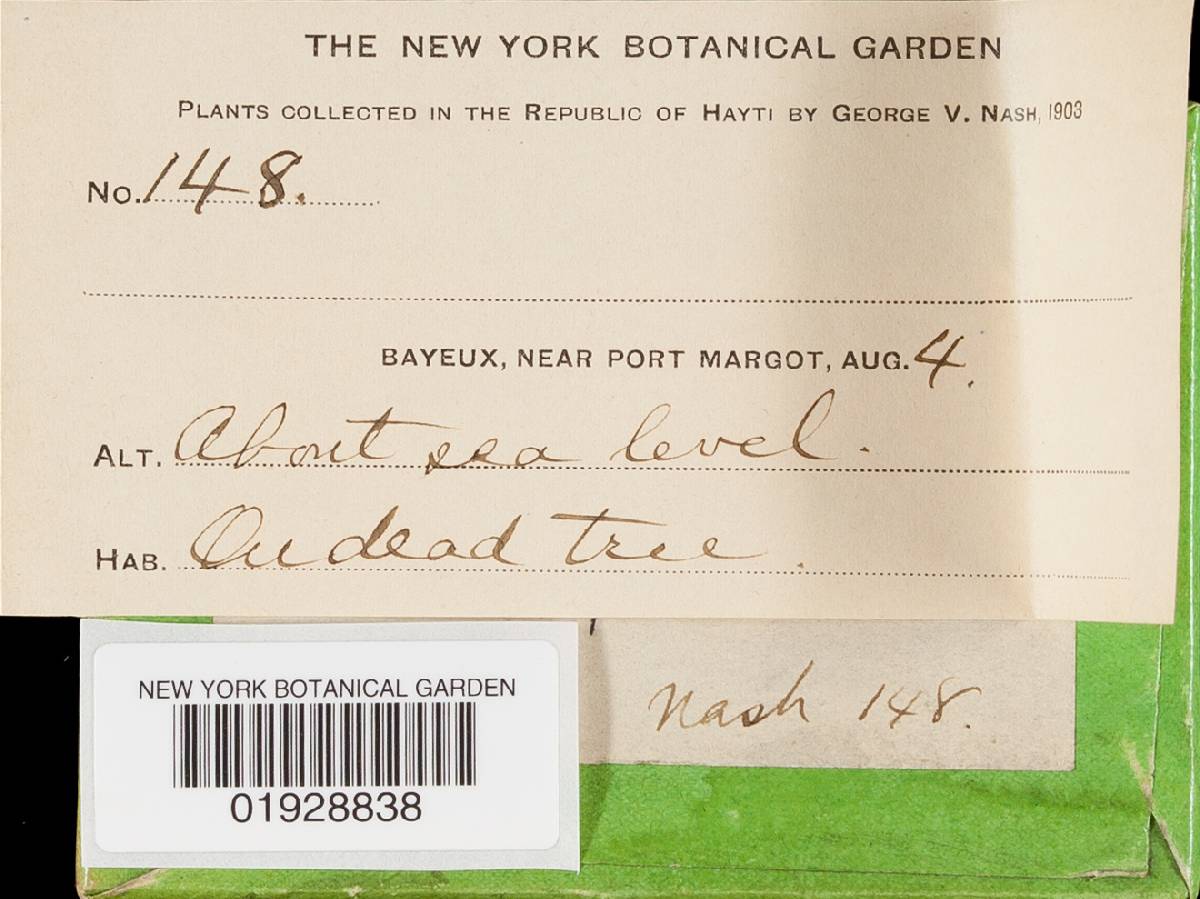 THE NEW YORK BOTANICAL GARDEN
PLANTS COLLECTED IN THE REPUBLIC OF HAYTI BY GEORGE V. NASH, 1903
No. 148.
BAYEUX, NEAR PORT MARGOT, AUG. 4.
ALT. About sea level.
HAB. On dead tree.
NEW YORK BOTANICAL GARDEN
01928838
Nash 148.